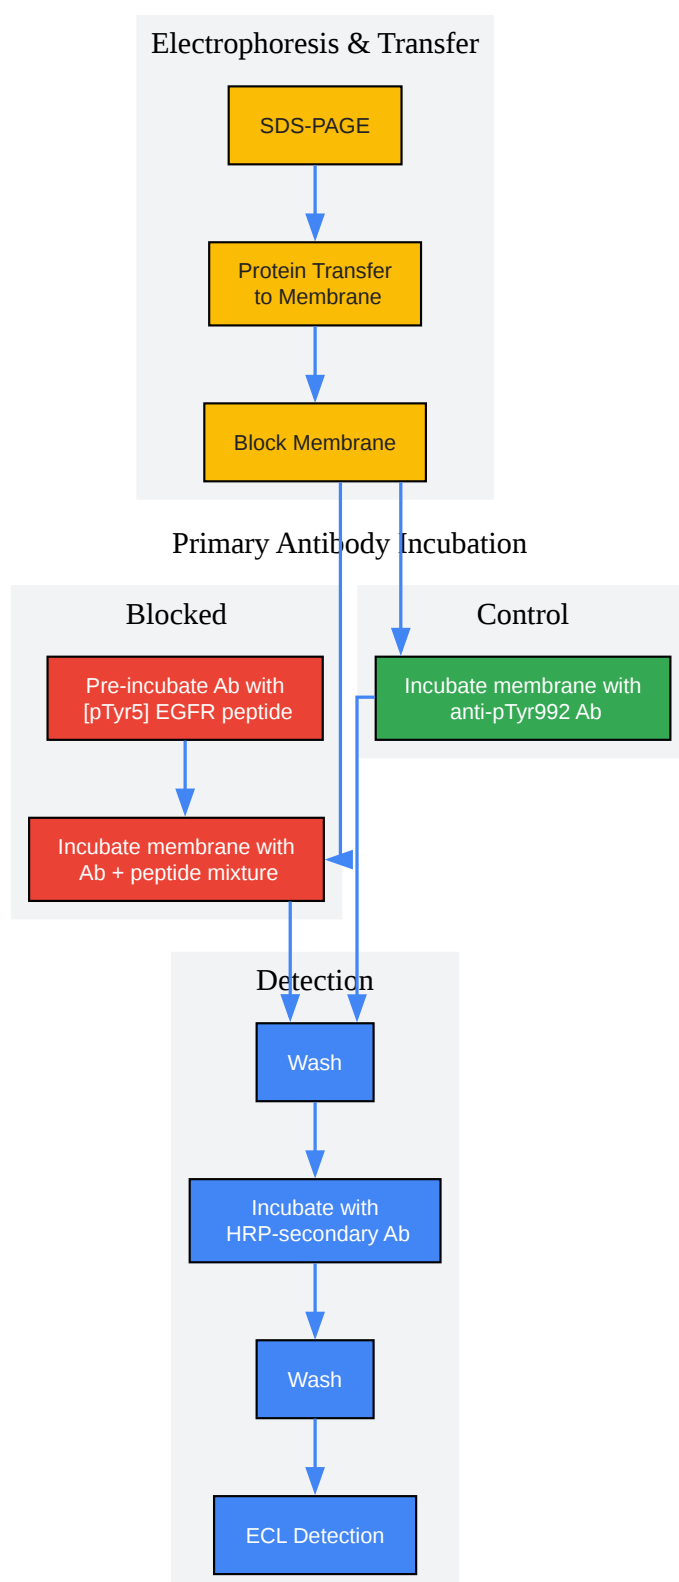 Electrophoresis & Transfer
SDS-PAGE
Protein Transfer
to Membrane
Block Membrane
Primary Antibody Incubation
Blocked
Control
Pre-incubate Ab with
[pTyr5] EGFR peptide
Incubate membrane with
anti-pTyr992 Ab
Incubate membrane with
Ab + peptide mixture
Detection
Wash
Incubate with
HRP-secondary Ab
Wash
ECL Detection